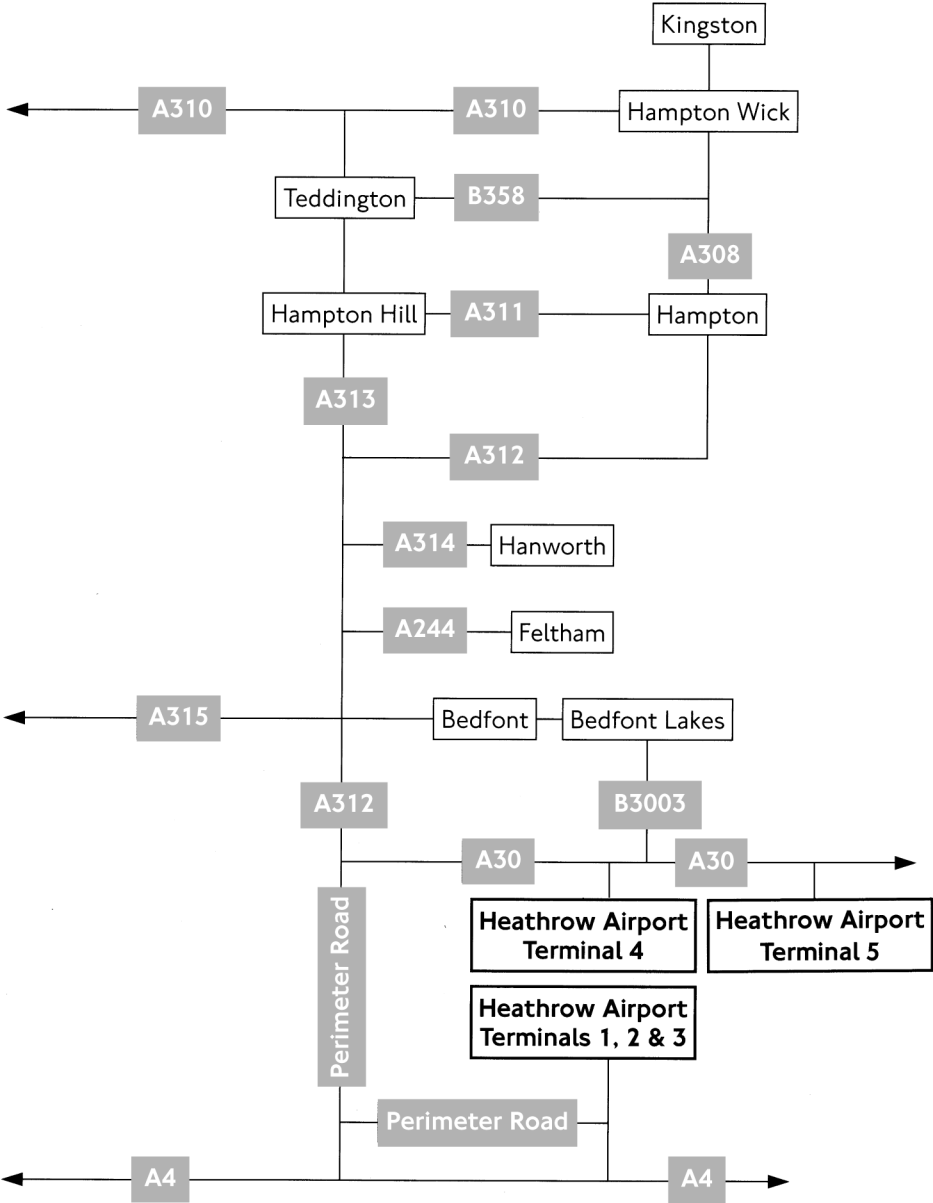 Kingston
A310
A310
Hampton Wick
Teddington
B358
A308
Hampton Hill
A311
Hampton
A313
A312
A314
Hanworth
A244
Feltham
A315
Bedfont
Bedfont Lakes
A312
B3003
A30
A30
Perimeter Road
Heathrow Airport
Terminal 4
Heathrow Airport
Terminal 5
Heathrow Airport
Terminals 1, 2 & 3
Perimeter Road
A4
A4